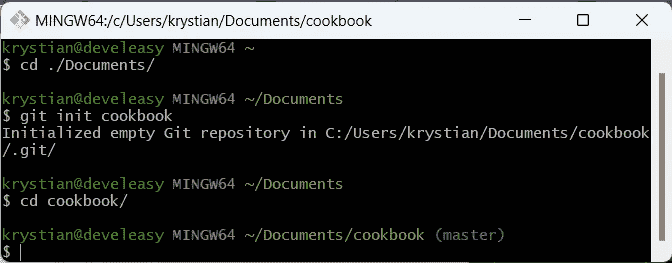 MINGW64:/c/Users/krystian/Documents/cookbook
krystian@develeasy MINGW64 ~
$ cd ./Documents/
krystian@develeasy MINGW64 ~/Documents
$ git init cookbook
Initialized empty Git repository in C:/Users/krystian/Documents/cookbook
/.git/
krystian@develeasy MINGW64 ~/Documents
$ cd cookbook/
krystian@develeasy MINGW64 ~/Documents/cookbook (master)
$